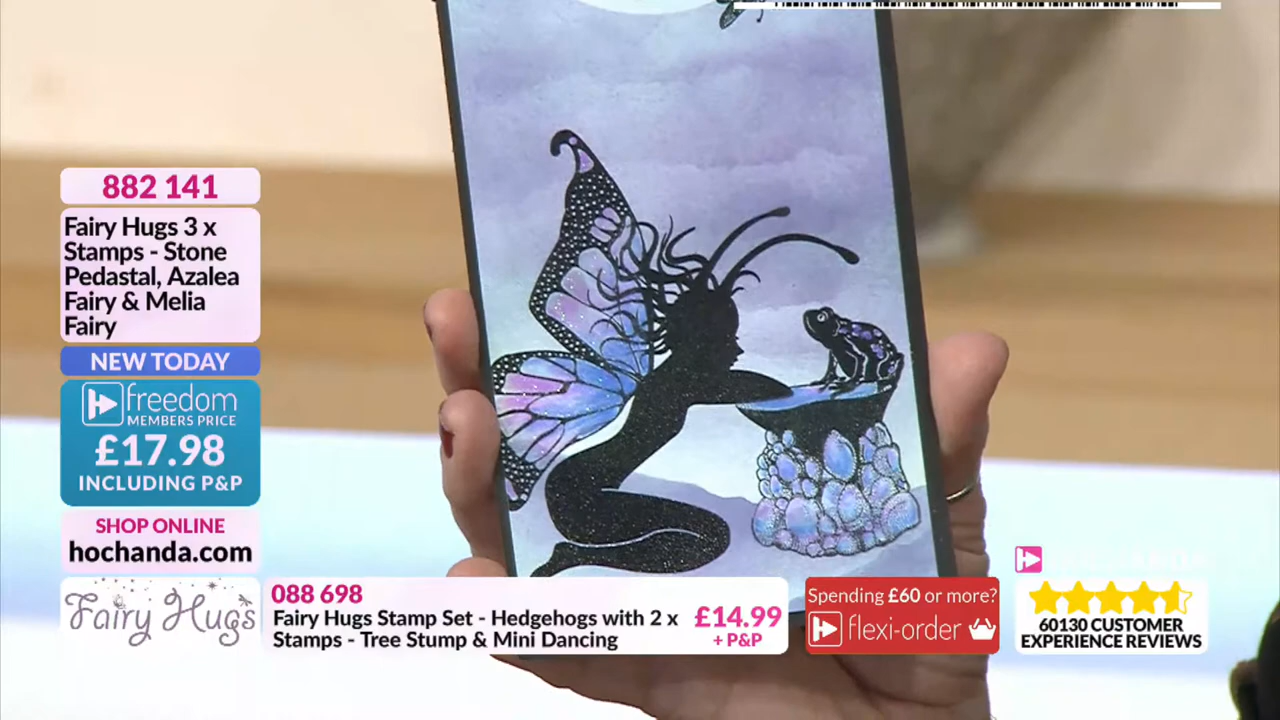 882 141
Fairy Hugs 3 x
Stamps - Stone
Pedastal, Azalea
Fairy & Melia
Fairy
NEW TODAY
freedom
MEMBERS PRICE
£17.98
INCLUDING P&P
SHOP ONLINE
hochanda.com
Fairy Hugs
088 698
Fairy Hugs Stamp Set - Hedgehogs with 2 x
Stamps - Tree Stump & Mini Dancing
£14.99
+ P&P
Spending £60 or more?
flexi-order
60130 CUSTOMER
EXPERIENCE REVIEWS